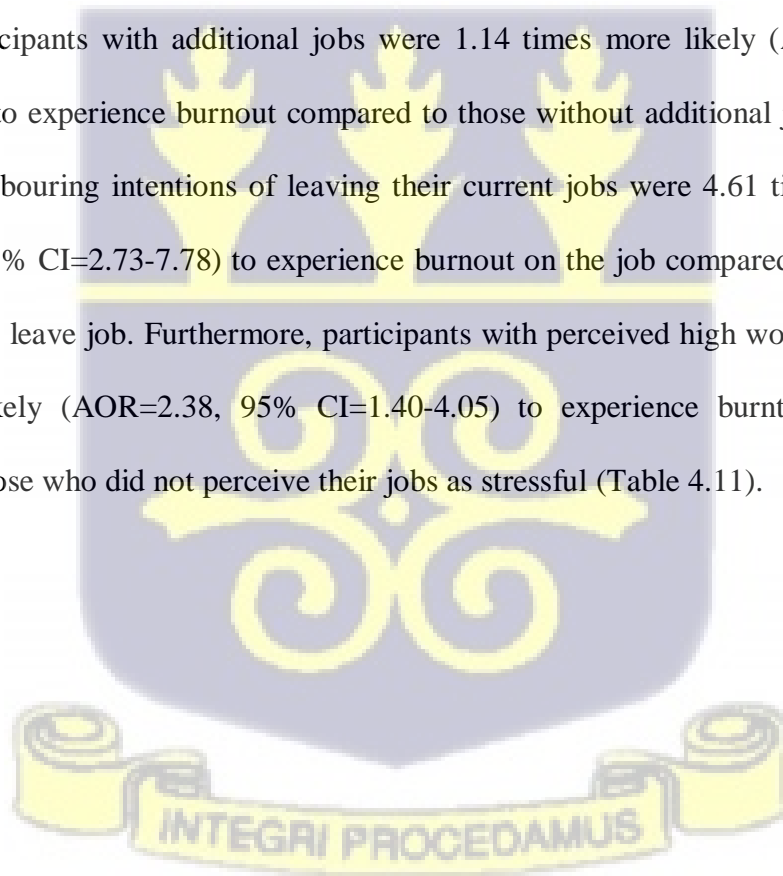 cipants with additional jobs were 1.14 times more likely (
to experience burnout compared to those without additional
bouring intentions of leaving their current jobs were 4.61
% CI=2.73-7.78) to experience burnout on the job compared
leave job. Furthermore, participants with perceived high
kely (AOR=2.38, 95% CI=1.40-4.05) to experience
ose who did not perceive their jobs as stressful (Table 4.11).
INTEGRI PROCEDAMUS